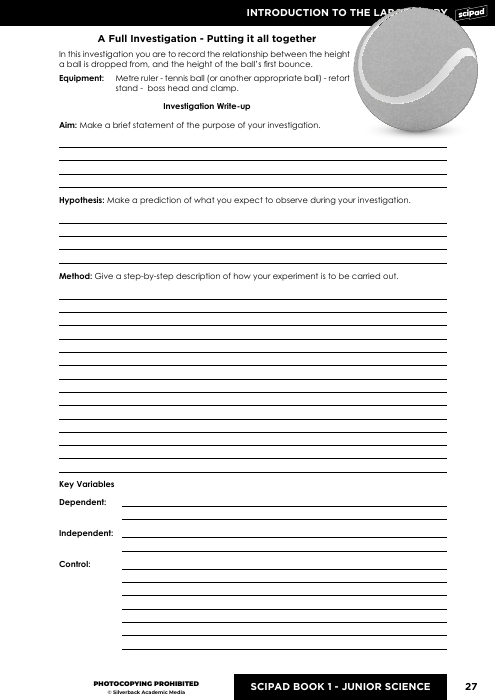 INTRODUCTION TO THE LABORATORY
scipad
A Full Investigation - Putting it all together
In this investigation you are to record the relationship between the height
a ball is dropped from, and the height of the ball's first bounce.
Equipment: Metre ruler - tennis ball (or another appropriate ball) - retort
stand - boss head and clamp.
Investigation Write-up
Aim: Make a brief statement of the purpose of your investigation.
Hypothesis: Make a prediction of what you expect to observe during your investigation.
Method: Give a step-by-step description of how your experiment is to be carried out.
Key Variables
Dependent:
Independent:
Control:
PHOTOCOPYING PROHIBITED
© Silverback Academic Media
SCIPAD BOOK 1 - JUNIOR SCIENCE
27